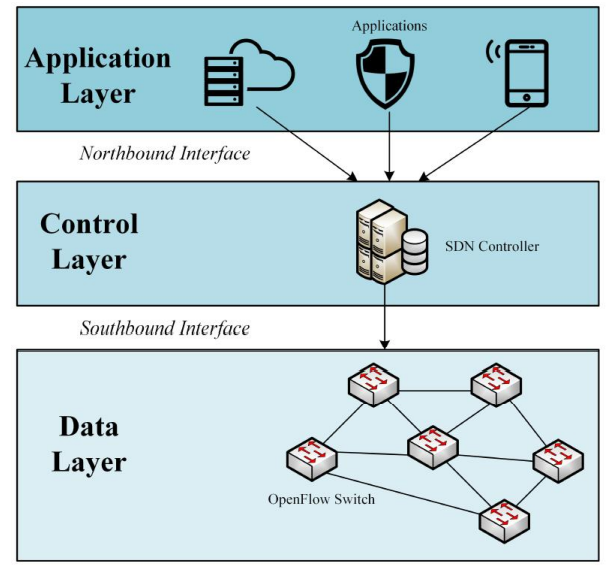 Applications
Application
Layer
Northbound Interface
Control
Layer
SDN Controller
Southbound Interface
Data
Layer
OpenFlow Switch